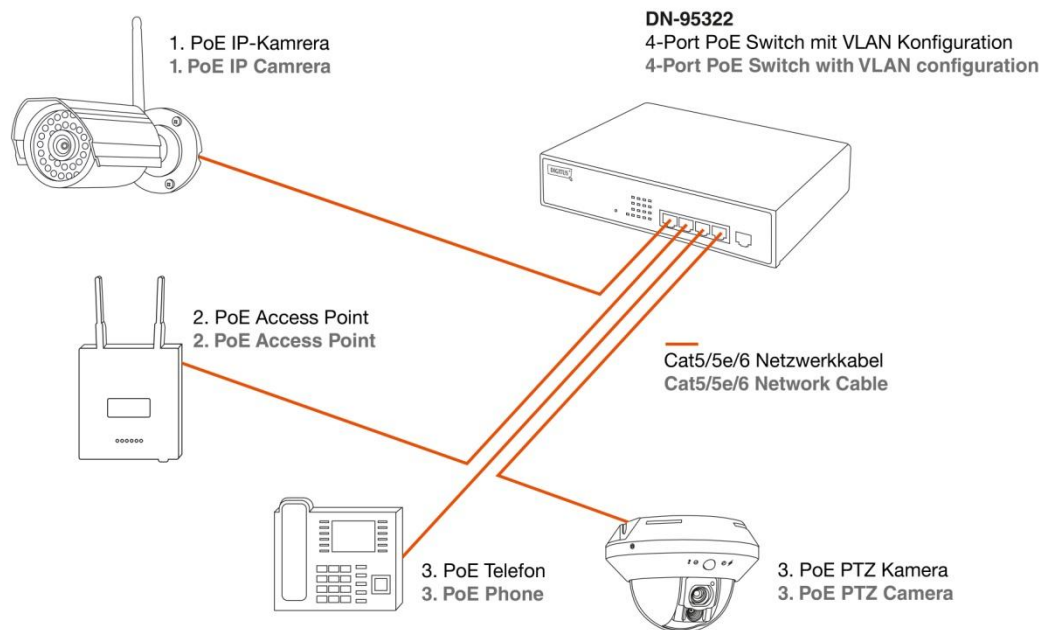 1. PoE IP-Kamrera
1. PoE IP Camrera
DN-95322
4-Port PoE Switch mit VLAN Konfiguration
4-Port PoE Switch with VLAN configuration
DIGITUS
2. PoE Access Point
2. PoE Access Point
Cat5/5e/6 Netzwerkkabel
Cat5/5e/6 Network Cable
3. PoE Telefon
3. PoE Phone
3. PoE PTZ Kamera
3. PoE PTZ Camera